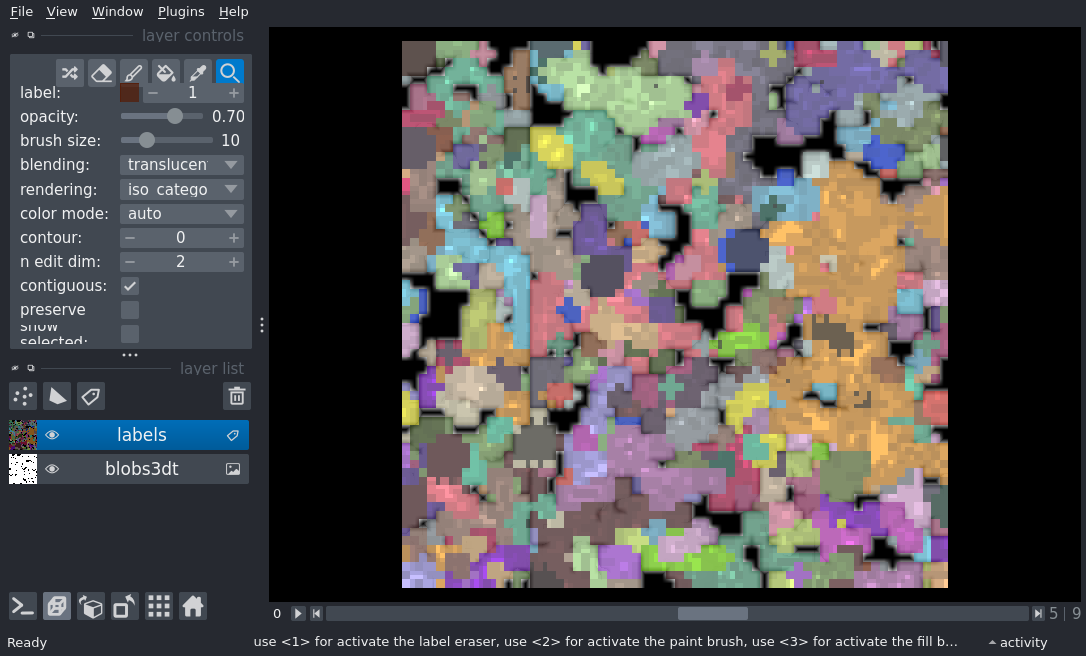 File View Window Plugins Help
layer controls
label: 1
opacity: 0.70
brush size: 10
blending: translucen
rendering: iso_catego
color mode: auto
contour: 0
n edit dim: 2
contiguous:
preserve
show
selected:
layer list
labels
blobs3dt
0 5 9
Ready use <1> for activate the label eraser, use <2> for activate the paint brush, use <3> for activate the fill b... activity